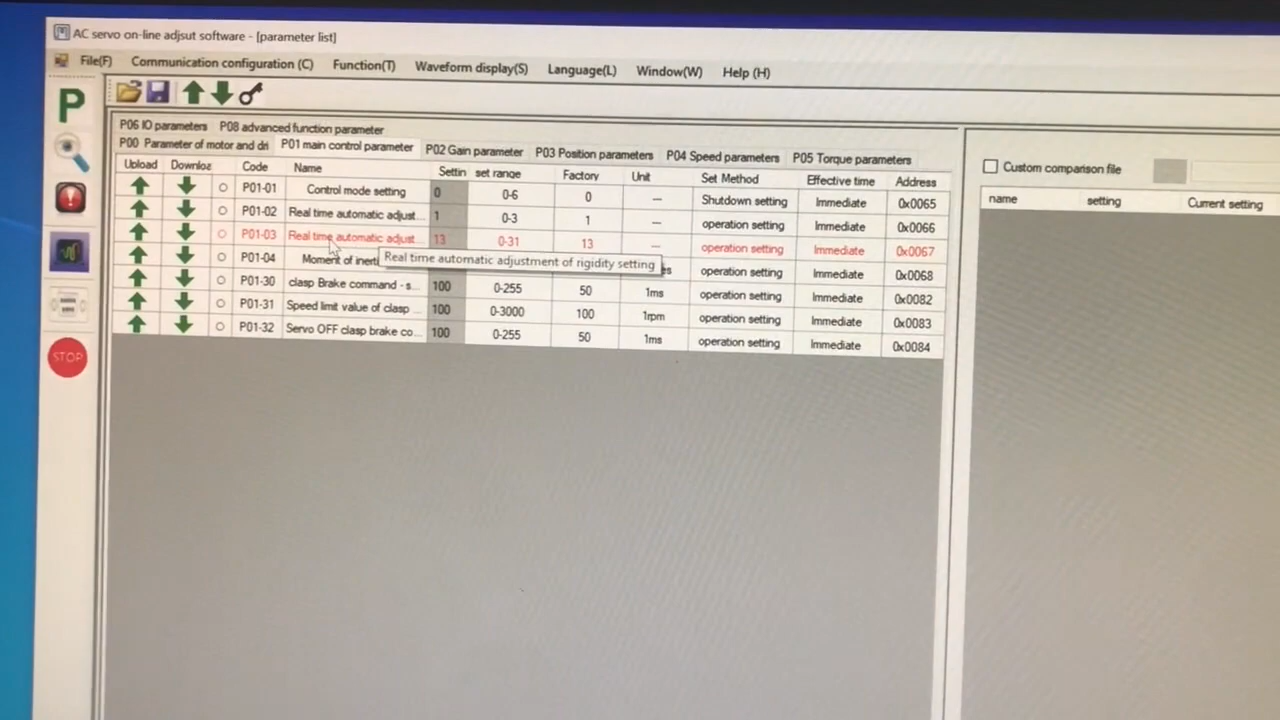 AC servo on-line adjsut software - [parameter list]
File(F) Communication configuration (C) Function(T) Waveform display(S) Language(L) Window(W) Help (H)
P
P06 IO parameters P08 advanced function parameter
P00 Parameter of motor and dri P01 main control parameter P02 Gain parameter P03 Position parameters P04 Speed parameters P05 Torque parameters
Upload Downloa Code Name Settin set range Factory Unit Set Method Effective time Address
P01-01 Control mode setting 0 0-6 0 --- Shutdown setting Immediate 0x0065
P01-02 Real time automatic adjust... 1 0-3 1 --- operation setting Immediate 0x0066
P01-03 Real time automatic adjust... 13 0-31 13 --- operation setting Immediate 0x0067
Real time automatic adjustment of rigidity setting
P01-04 Moment of inerti operation setting Immediate 0x0068
P01-30 clasp Brake command - s... 100 0-255 50 1ms operation setting Immediate 0x0082
P01-31 Speed limit value of clasp ... 100 0-3000 100 1rpm operation setting Immediate 0x0083
P01-32 Servo OFF clasp brake co... 100 0-255 50 1ms operation setting Immediate 0x0084
STOP
Custom comparison file
name setting Current setting